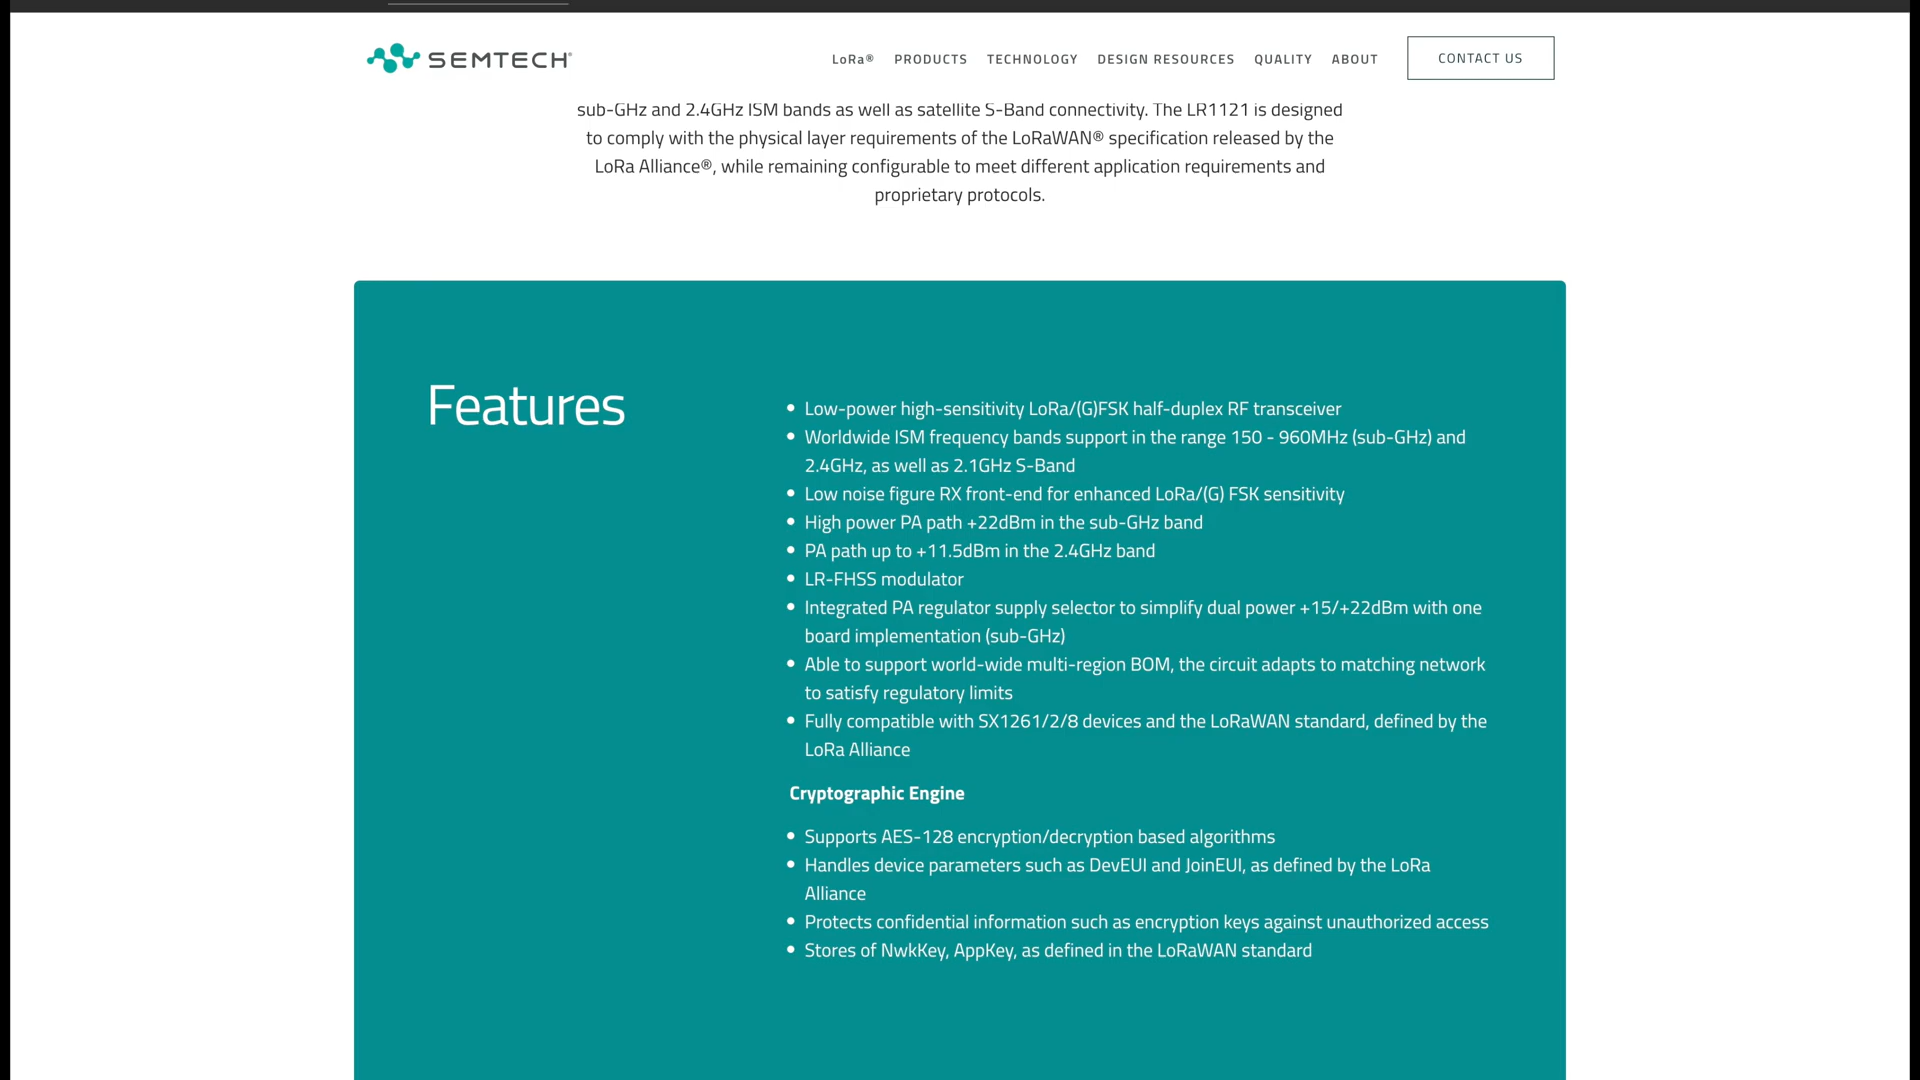 SEMTECH®
LoRa® PRODUCTS TECHNOLOGY DESIGN RESOURCES QUALITY ABOUT CONTACT US
sub-GHz and 2.4GHz ISM bands as well as satellite S-Band connectivity. The LR1121 is designed
to comply with the physical layer requirements of the LoRaWAN® specification released by the
LoRa Alliance®, while remaining configurable to meet different application requirements and
proprietary protocols.
Features
• Low-power high-sensitivity LoRa/(G)FSK half-duplex RF transceiver
• Worldwide ISM frequency bands support in the range 150 - 960MHz (sub-GHz) and
2.4GHz, as well as 2.1GHz S-Band
• Low noise figure RX front-end for enhanced LoRa/(G) FSK sensitivity
• High power PA path +22dBm in the sub-GHz band
• PA path up to +11.5dBm in the 2.4GHz band
• LR-FHSS modulator
• Integrated PA regulator supply selector to simplify dual power +15/+22dBm with one
board implementation (sub-GHz)
• Able to support world-wide multi-region BOM, the circuit adapts to matching network
to satisfy regulatory limits
• Fully compatible with SX1261/2/8 devices and the LoRaWAN standard, defined by the
LoRa Alliance
Cryptographic Engine
• Supports AES-128 encryption/decryption based algorithms
• Handles device parameters such as DevEUI and JoinEUI, as defined by the LoRa
Alliance
• Protects confidential information such as encryption keys against unauthorized access
• Stores of NwkKey, AppKey, as defined in the LoRaWAN standard